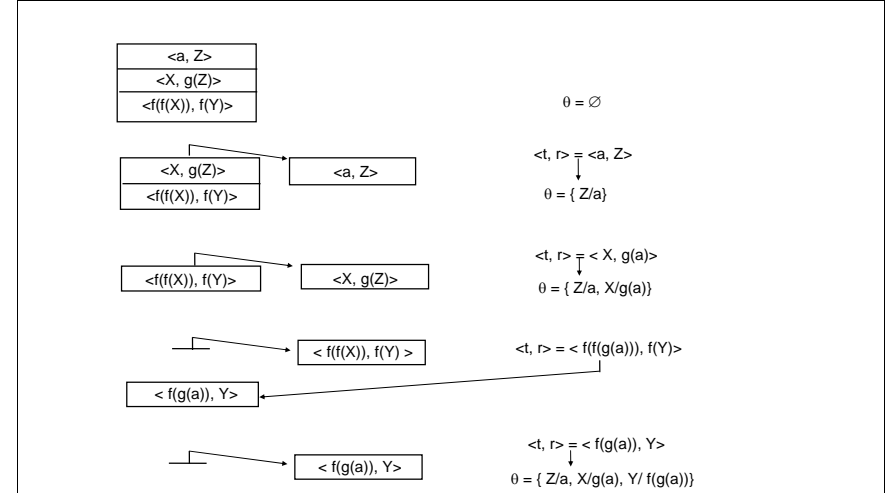 <a, Z>
<X, g(Z)>
<f(f(X)), f(Y)>
θ = ∅
<X, g(Z)>
<f(f(X)), f(Y)>
<a, Z>
<t, r> = <a, Z>
θ = { Z/a}
<f(f(X)), f(Y)>
<X, g(Z)>
<t, r> = < X, g(a)>
θ = { Z/a, X/g(a)}
< f(f(X)), f(Y) >
<t, r> = < f(f(g(a))), f(Y)>
< f(g(a)), Y>
< f(g(a)), Y>
<t, r> = < f(g(a)), Y>
θ = { Z/a, X/g(a), Y/ f(g(a))}